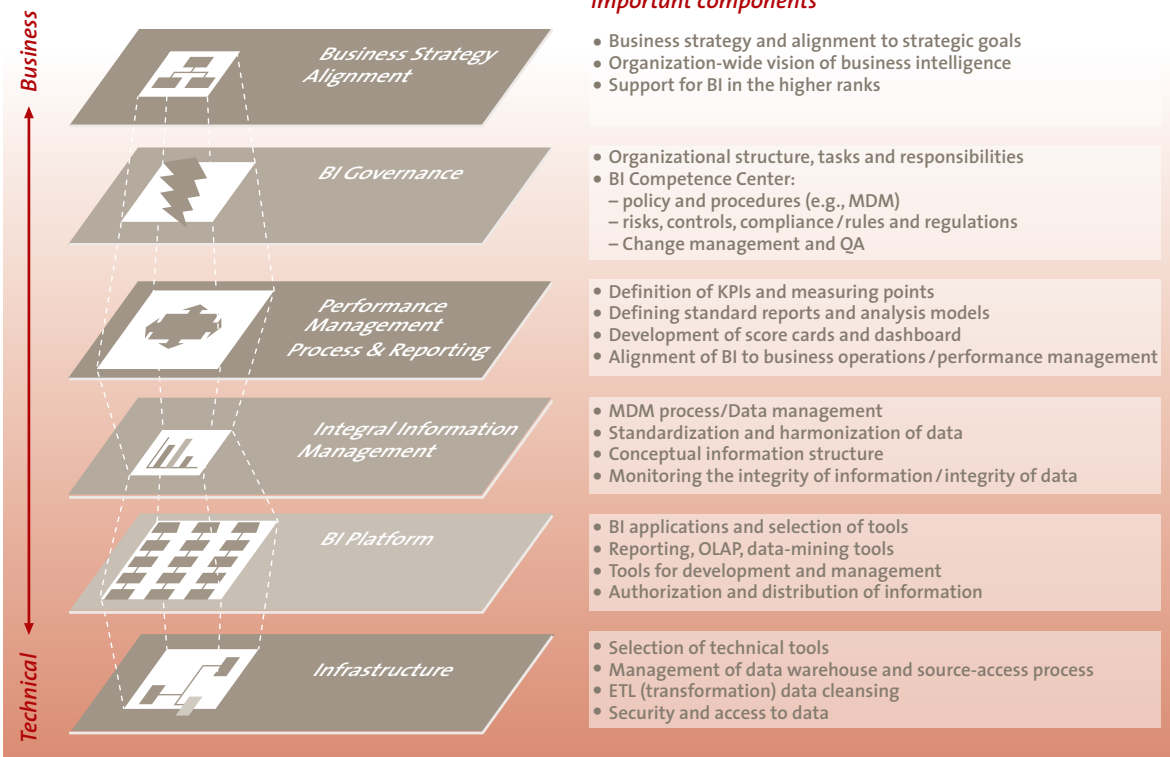 Important components
Business
Business Strategy
Alignment
• Business strategy and alignment to strategic goals
• Organization-wide vision of business intelligence
• Support for BI in the higher ranks
BI Governance
• Organizational structure, tasks and responsibilities
• BI Competence Center:
– policy and procedures (e.g., MDM)
– risks, controls, compliance/rules and regulations
– Change management and QA
Performance
Management
Process & Reporting
• Definition of KPIs and measuring points
• Defining standard reports and analysis models
• Development of score cards and dashboard
• Alignment of BI to business operations/performance management
Integral Information
Management
• MDM process/Data management
• Standardization and harmonization of data
• Conceptual information structure
• Monitoring the integrity of information/integrity of data
BI Platform
• BI applications and selection of tools
• Reporting, OLAP, data-mining tools
• Tools for development and management
• Authorization and distribution of information
Technical
Infrastructure
• Selection of technical tools
• Management of data warehouse and source-access process
• ETL (transformation) data cleansing
• Security and access to data